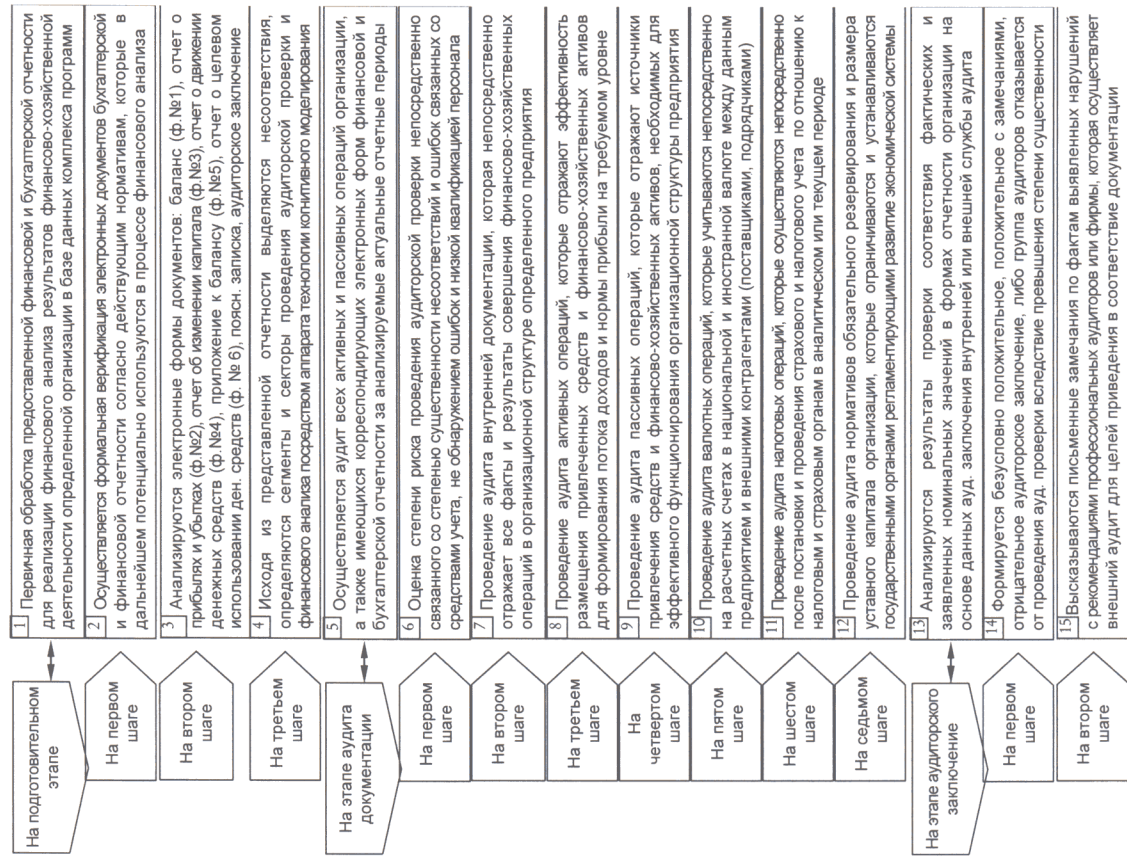 На подготовительном
этапе
1 Первичная обработка предоставленной финансовой и бухгалтерской отчетности
для реализации финансового анализа результатов финансово-хозяйственной
деятельности определенной организации в базе данных комплекса программ
На первом
шаге
2 Осуществляется формальная верификация электронных документов бухгалтерской
и финансовой отчетности согласно действующим нормативам, которые в
дальнейшем потенциально используются в процессе финансового анализа
На втором
шаге
3 Анализируются электронные формы документов: баланс (ф.№1), отчет о
прибылях и убытках (ф.№2), отчет об изменении капитала (ф.№3), отчет о движении
денежных средств (ф.№4), приложение к балансу (ф.№5), отчет о целевом
использовании ден. средств (ф. № 6), поясн. записка, аудиторское заключение
На третьем
шаге
4 Исходя из представленной отчетности выделяются несоответствия,
определяются сегменты и секторы проведения аудиторской проверки и
финансового анализа посредством аппарата технологии когнитивного моделирования
На этапе аудита
документации
5 Осуществляется аудит всех активных и пассивных операций организации,
а также имеющихся корреспондирующих электронных форм финансовой и
бухгалтерской отчетности за анализируемые актуальные отчетные периоды
На первом
шаге
6 Оценка степени риска проведения аудиторской проверки непосредственно
связанного со степенью существенности несоответствий и ошибок связанных со
средствами учета, не обнаружением ошибок и низкой квалификацией персонала
На втором
шаге
7 Проведение аудита внутренней документации, которая непосредственно
отражает все факты и результаты совершения финансово-хозяйственных
операций в организационной структуре определенного предприятия
На третьем
шаге
8 Проведение аудита активных операций, которые отражают эффективность
размещения привлеченных средств и финансово-хозяйственных активов
для формирования потока доходов и нормы прибыли на требуемом уровне
На
четвертом
шаге
9 Проведение аудита пассивных операций, которые отражают источники
привлечения средств и финансово-хозяйственных активов, необходимых для
эффективного функционирования организационной структуры предприятия
На пятом
шаге
10 Проведение аудита валютных операций, которые учитываются непосредственно
на расчетных счетах в национальной и иностранной валюте между данным
предприятием и внешними контрагентами (поставщиками, подрядчиками)
На шестом
шаге
11 Проведение аудита налоговых операций, которые осуществляются непосредственно
после постановки и проведения страхового и налогового учета по отношению к
налоговым и страховым органам в аналитическом или текущем периоде
На седьмом
шаге
12 Проведение аудита нормативов обязательного резервирования и размера
уставного капитала организации, которые ограничиваются и устанавливаются
государственными органами регламентирующими развитие экономической системы
На этапе аудиторского
заключение
13 Анализируются результаты проверки соответствия фактических и
заявленных номинальных значений в формах отчетности организации на
основе данных ауд. заключения внутренней или внешней службы аудита
На первом
шаге
14 Формируется безусловно положительное, положительное с замечаниями,
отрицательное аудиторское заключение, либо группа аудиторов отказывается
от проведения ауд. проверки вследствие превышения степени существенности
На втором
шаге
15 Высказываются письменные замечания по фактам выявленных нарушений
с рекомендациями профессиональных аудиторов или фирмы, которая осуществляет
внешний аудит для целей приведения в соответствие документации